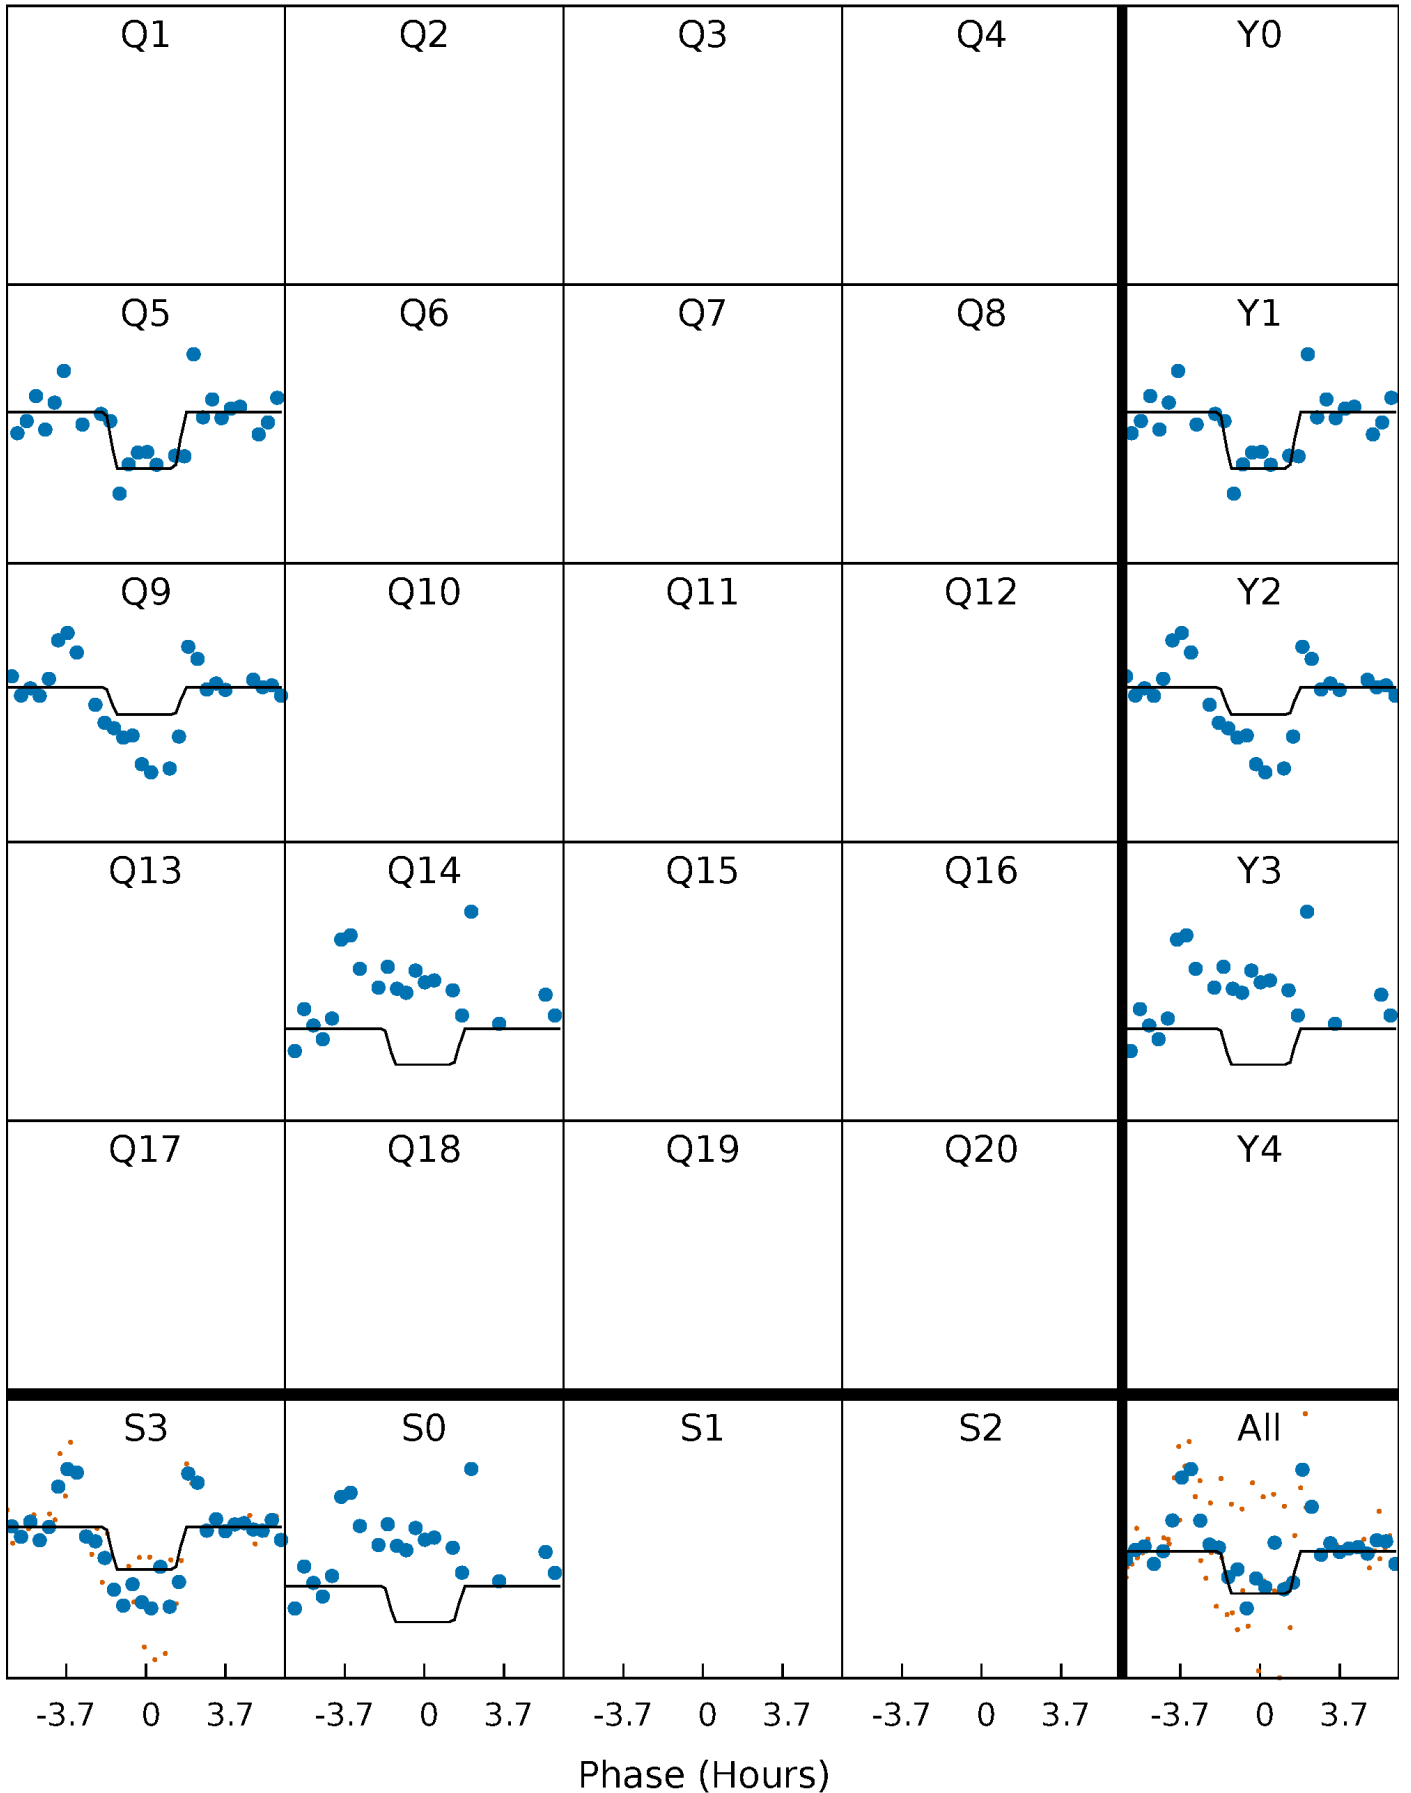 Q1 Q2 Q3 Q4 Y0
Q5 Q6 Q7 Q8 Y1
Q9 Q10 Q11 Q12 Y2
Q13 Q14 Q15 Q16 Y3
Q17 Q18 Q19 Q20 Y4
S3 S0 S1 S2 All
-3.7 0 3.7 -3.7 0 3.7 -3.7 0 3.7 -3.7 0 3.7 -3.7 0 3.7
Phase (Hours)